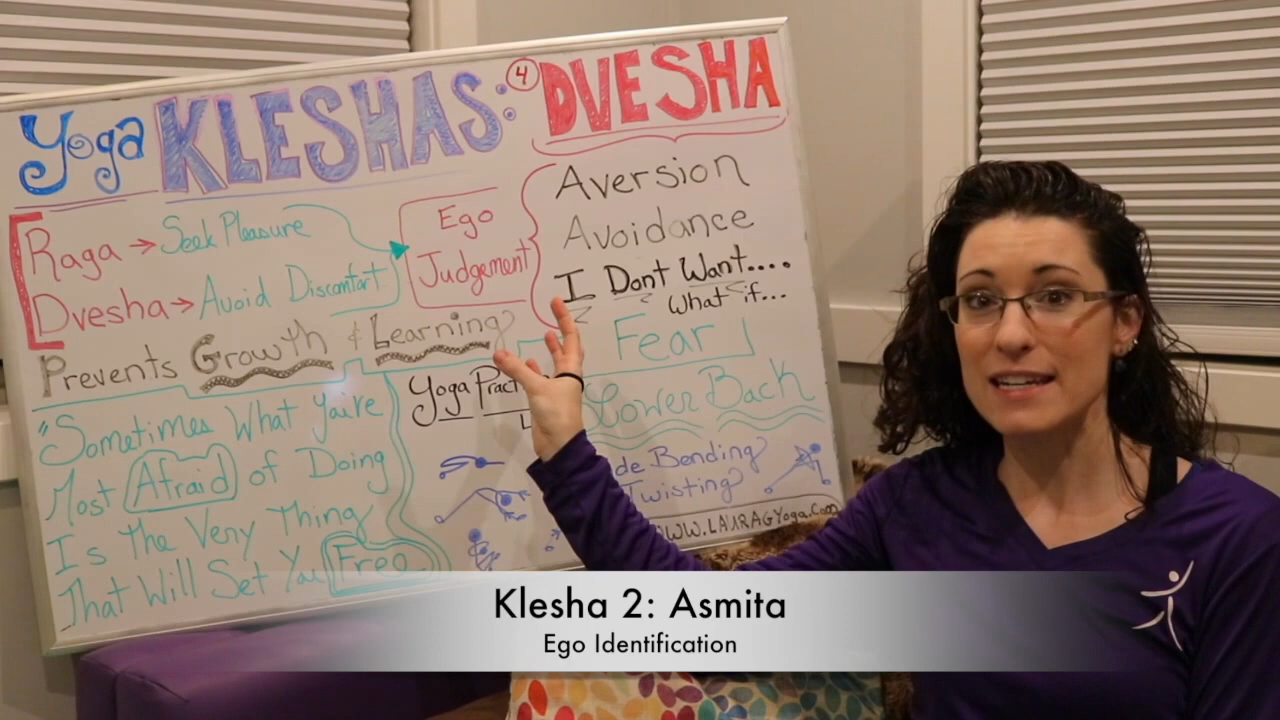 Yoga KLESHAS: 4 DVESHA
Raga → Seek Pleasure
Dvesha → Avoid Discomfort
Ego
Judgement
Prevents Growth & Learning
Aversion
Avoidance
I Dont Want....
What if...
Fear
"Sometimes What You're
Most Afraid of Doing
Is The Very Thing
That Will Set You Free.
Yoga
Lower Back
Bending
Twisting
WWW.LAURAGYoga.Com
Klesha 2: Asmita
Ego Identification